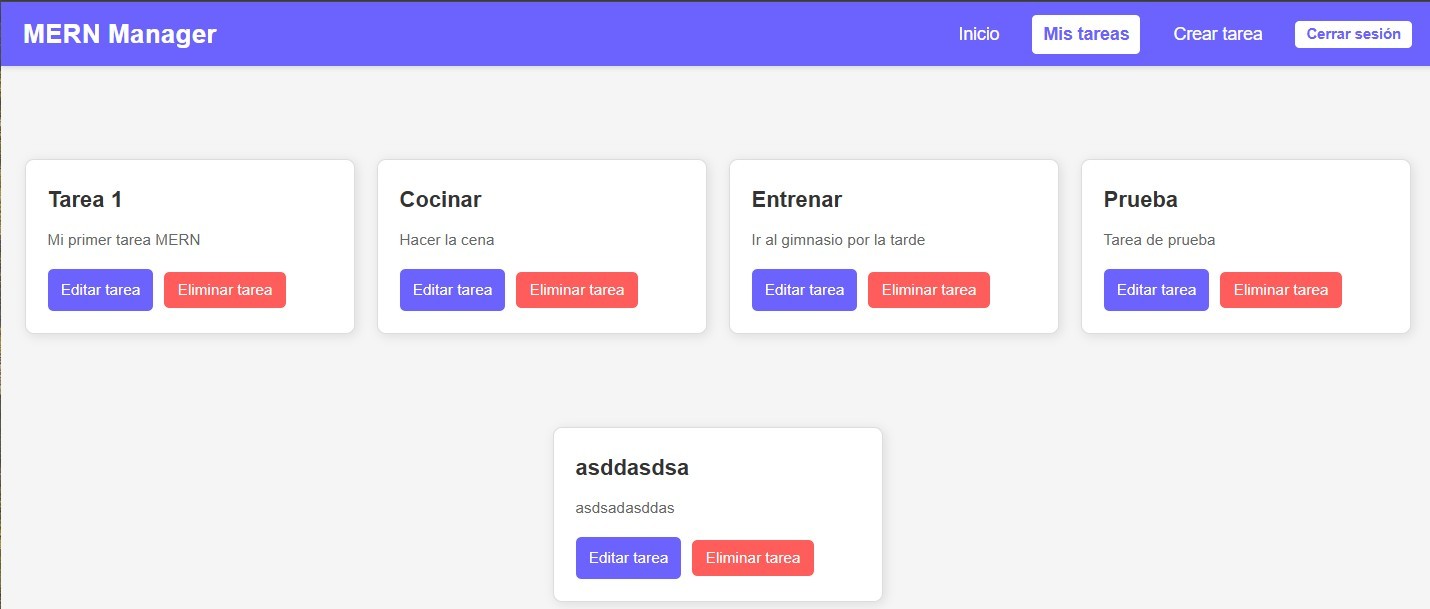 MERN Manager
Inicio
Mis tareas
Crear tarea
Cerrar sesión
Tarea 1
Mi primer tarea MERN
Editar tarea
Eliminar tarea
Cocinar
Hacer la cena
Editar tarea
Eliminar tarea
Entrenar
Ir al gimnasio por la tarde
Editar tarea
Eliminar tarea
Prueba
Tarea de prueba
Editar tarea
Eliminar tarea
asddasdsa
asdsadasddas
Editar tarea
Eliminar tarea